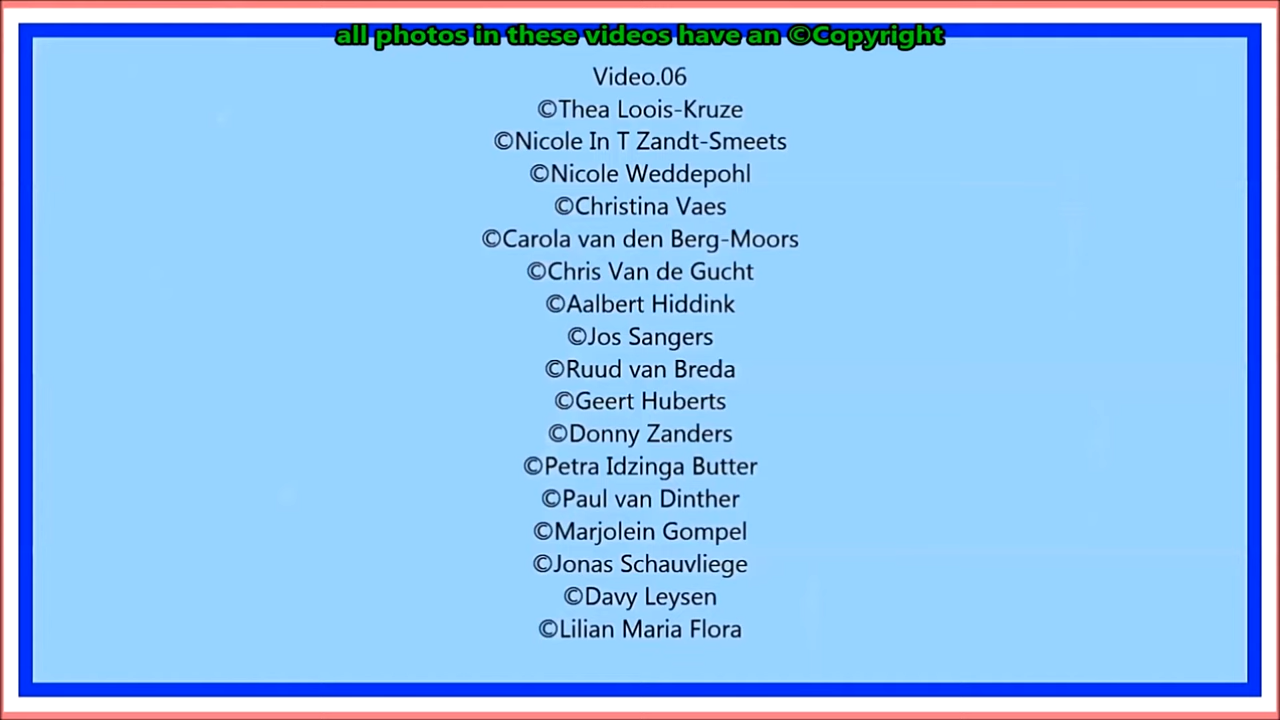 all photos in these videos have an ©Copyright
Video.06
©Thea Loois-Kruze
©Nicole In T Zandt-Smeets
©Nicole Weddepohl
©Christina Vaes
©Carola van den Berg-Moors
©Chris Van de Gucht
©Aalbert Hiddink
©Jos Sangers
©Ruud van Breda
©Geert Huberts
©Donny Zanders
©Petra Idzinga Butter
©Paul van Dinther
©Marjolein Gompel
©Jonas Schauvliege
©Davy Leysen
©Lilian Maria Flora